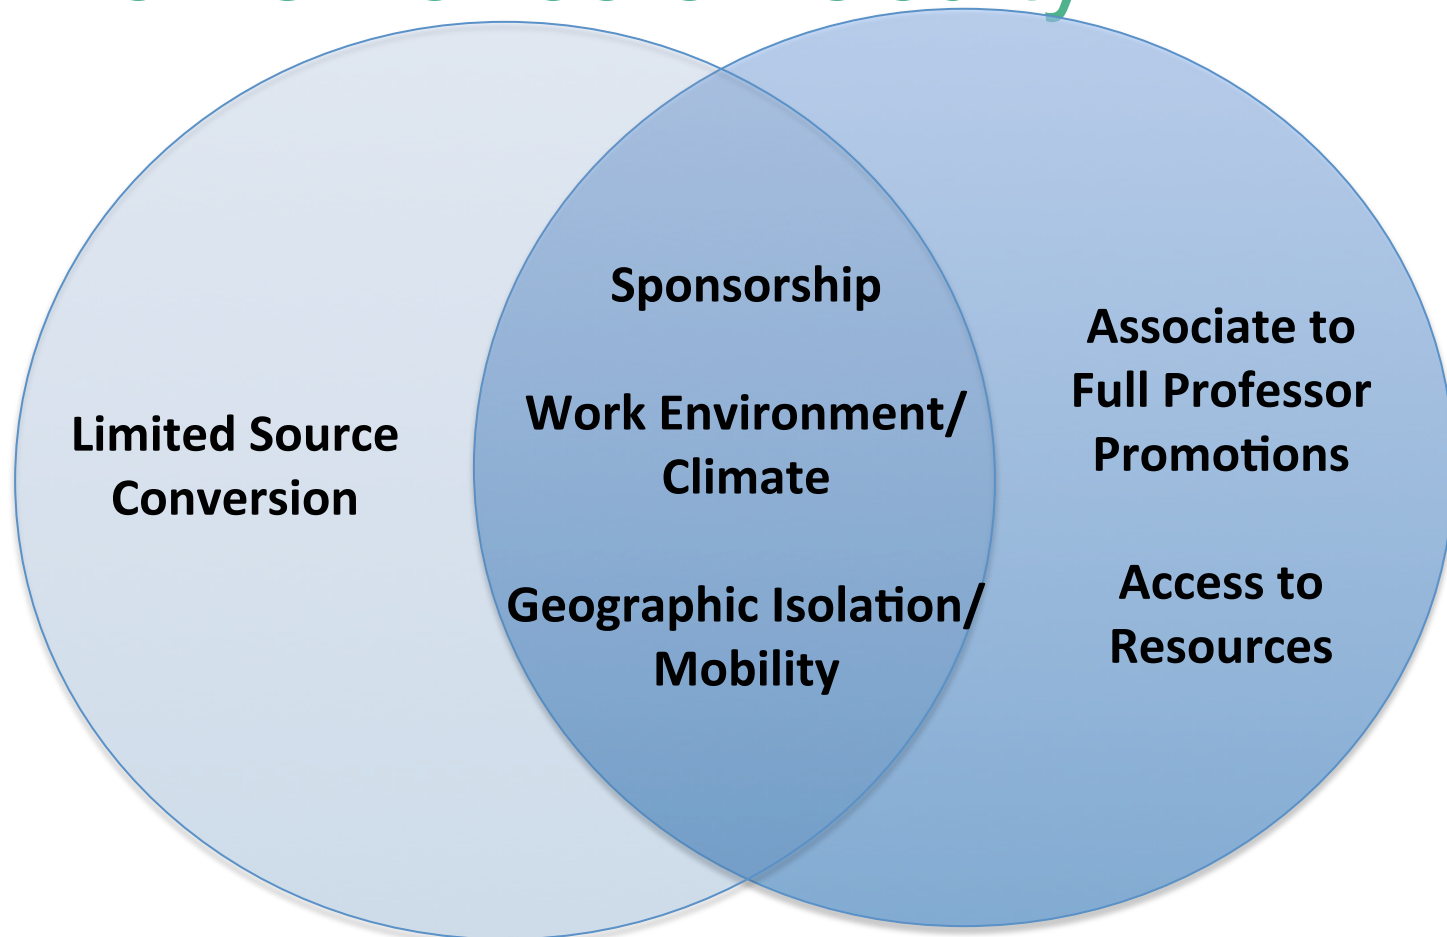 Limited Source
Conversion
Sponsorship
Work Environment/
Climate
Geographic Isolation/
Mobility
Associate to
Full Professor
Promotions
Access to
Resources